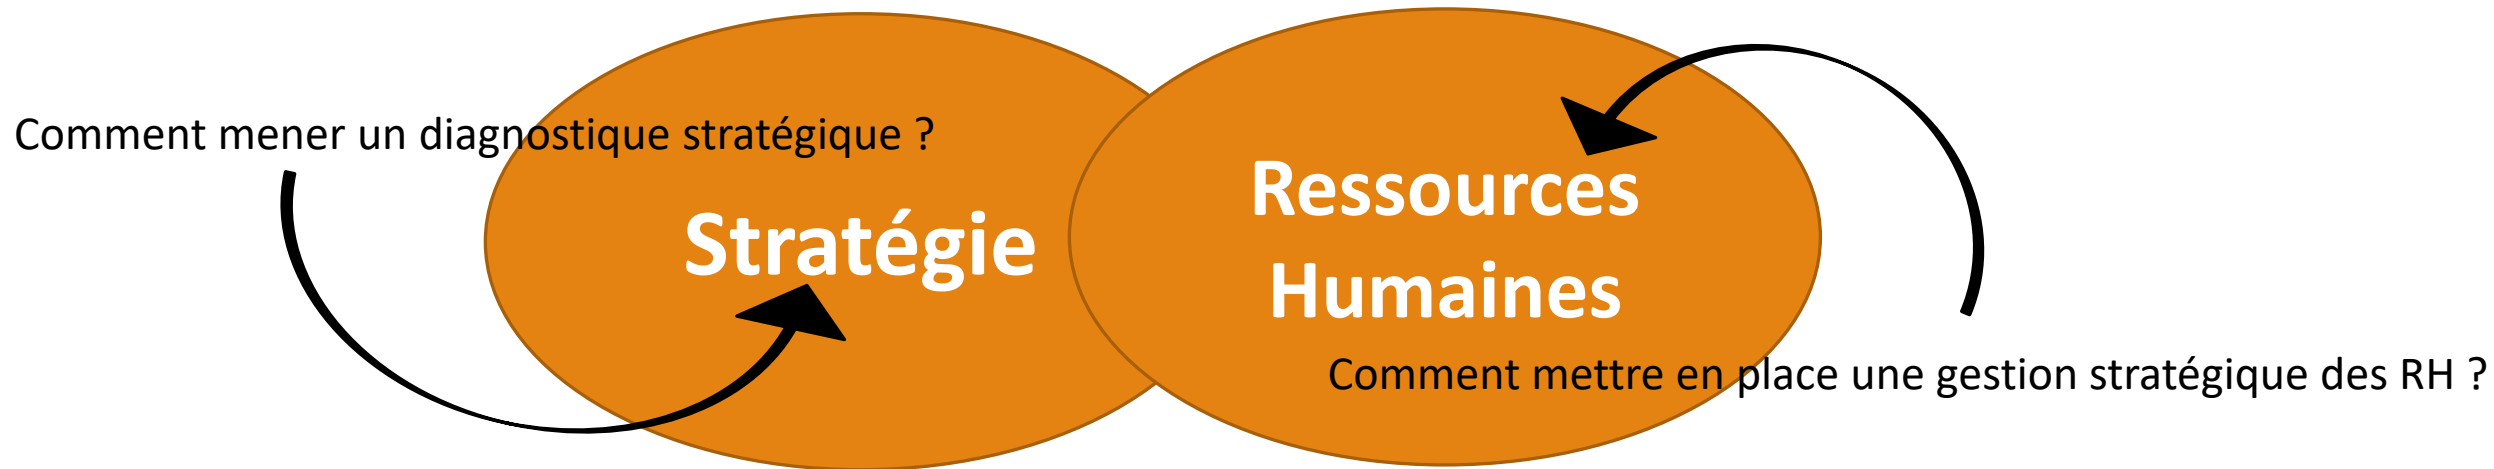 Comment mener un diagnostique stratégique ?
Stratégie
Ressources
Humaines
Comment mettre en place une gestion stratégique des RH ?